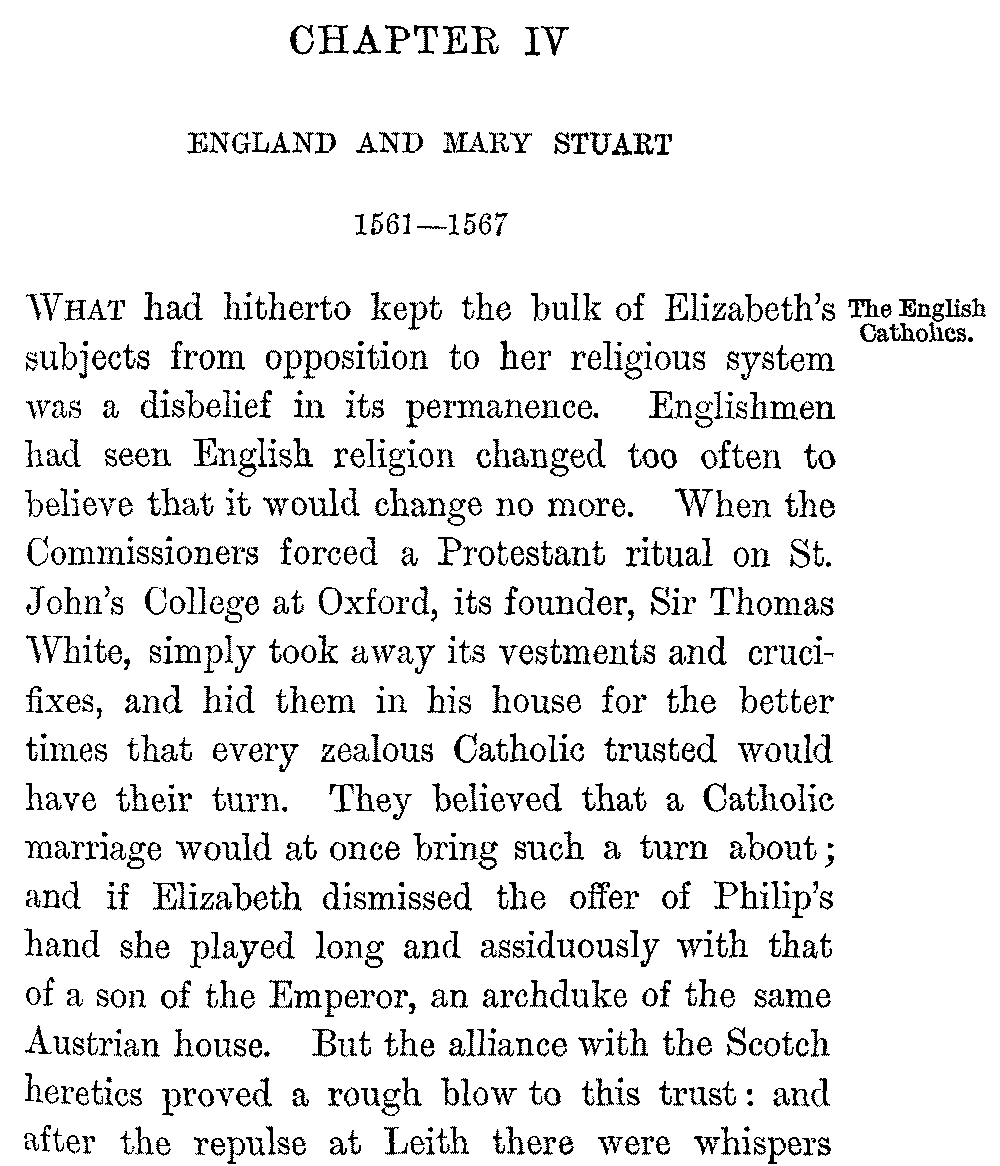 CHAPTER IV
ENGLAND AND MARY STUART
1561—1567
WHAT had hitherto kept the bulk of Elizabeth's
The English
Catholics.
subjects from opposition to her religious system
was a disbelief in its permanence. Englishmen
had seen English religion changed too often to
believe that it would change no more. When the
Commissioners forced a Protestant ritual on St.
John's College at Oxford, its founder, Sir Thomas
White, simply took away its vestments and cruci-
fixes, and hid them in his house for the better
times that every zealous Catholic trusted would
have their turn. They believed that a Catholic
marriage would at once bring such a turn about;
and if Elizabeth dismissed the offer of Philip's
hand she played long and assiduously with that
of a son of the Emperor, an archduke of the same
Austrian house. But the alliance with the Scotch
heretics proved a rough blow to this trust: and
after the repulse at Leith there were whispers